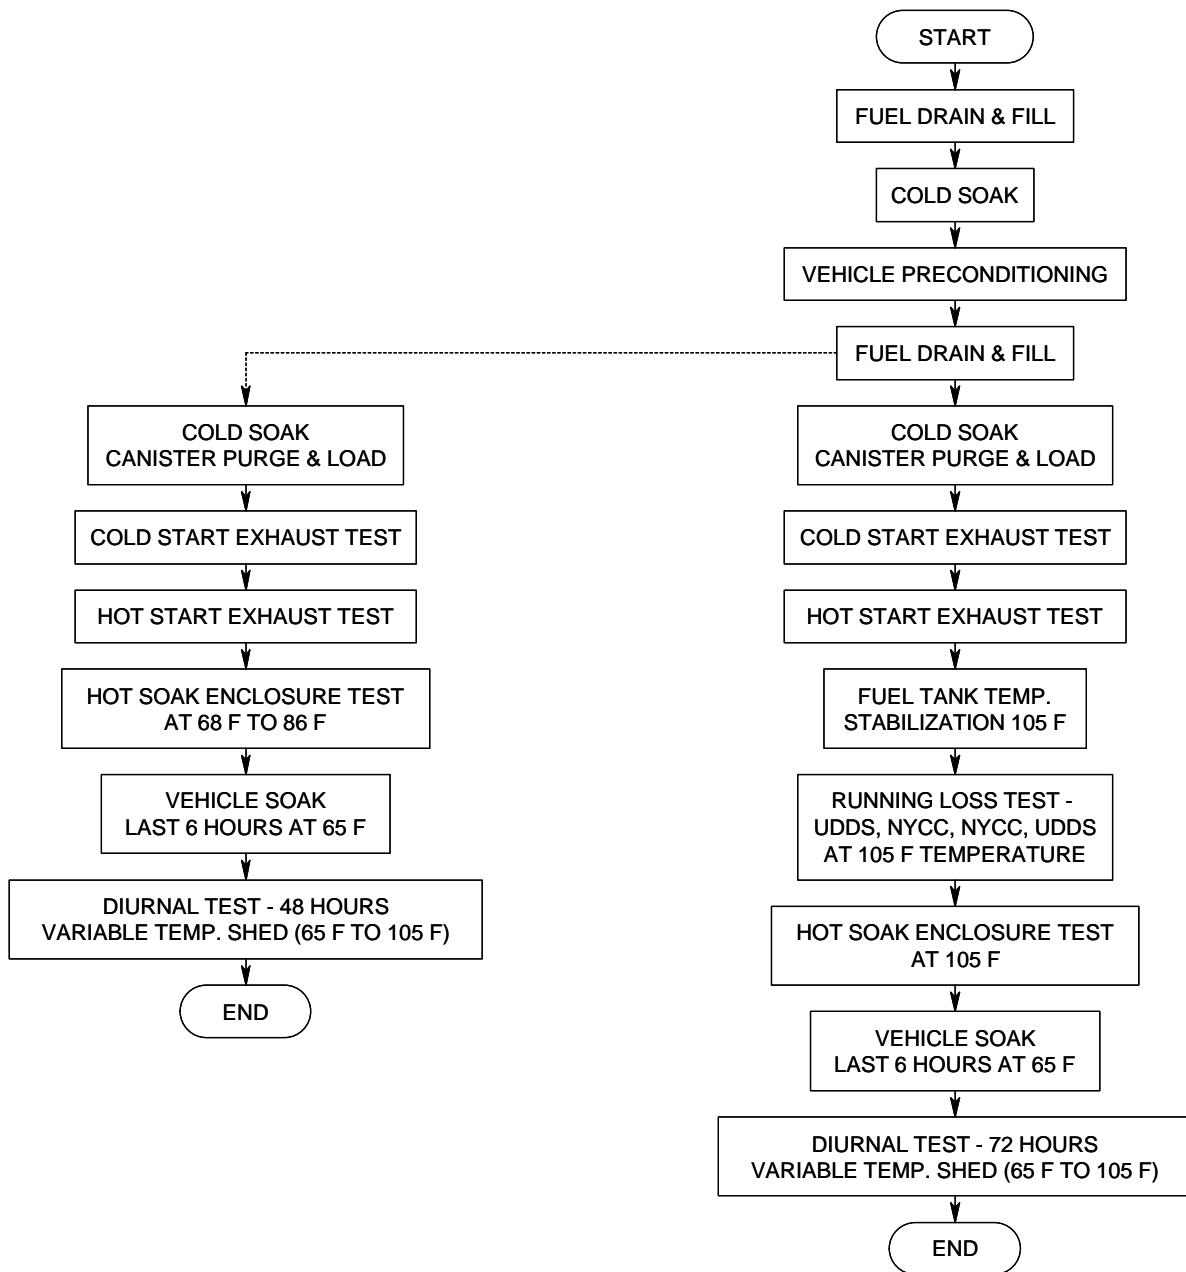 START
FUEL DRAIN & FILL
COLD SOAK
VEHICLE PRECONDITIONING
FUEL DRAIN & FILL
COLD SOAK
CANISTER PURGE & LOAD
COLD START EXHAUST TEST
HOT START EXHAUST TEST
HOT SOAK ENCLOSURE TEST
AT 68 F TO 86 F
VEHICLE SOAK
LAST 6 HOURS AT 65 F
DIURNAL TEST - 48 HOURS
VARIABLE TEMP. SHED (65 F TO 105 F)
END
COLD SOAK
CANISTER PURGE & LOAD
COLD START EXHAUST TEST
HOT START EXHAUST TEST
FUEL TANK TEMP.
STABILIZATION 105 F
RUNNING LOSS TEST -
UDDS, NYCC, NYCC, UDDS
AT 105 F TEMPERATURE
HOT SOAK ENCLOSURE TEST
AT 105 F
VEHICLE SOAK
LAST 6 HOURS AT 65 F
DIURNAL TEST - 72 HOURS
VARIABLE TEMP. SHED (65 F TO 105 F)
END